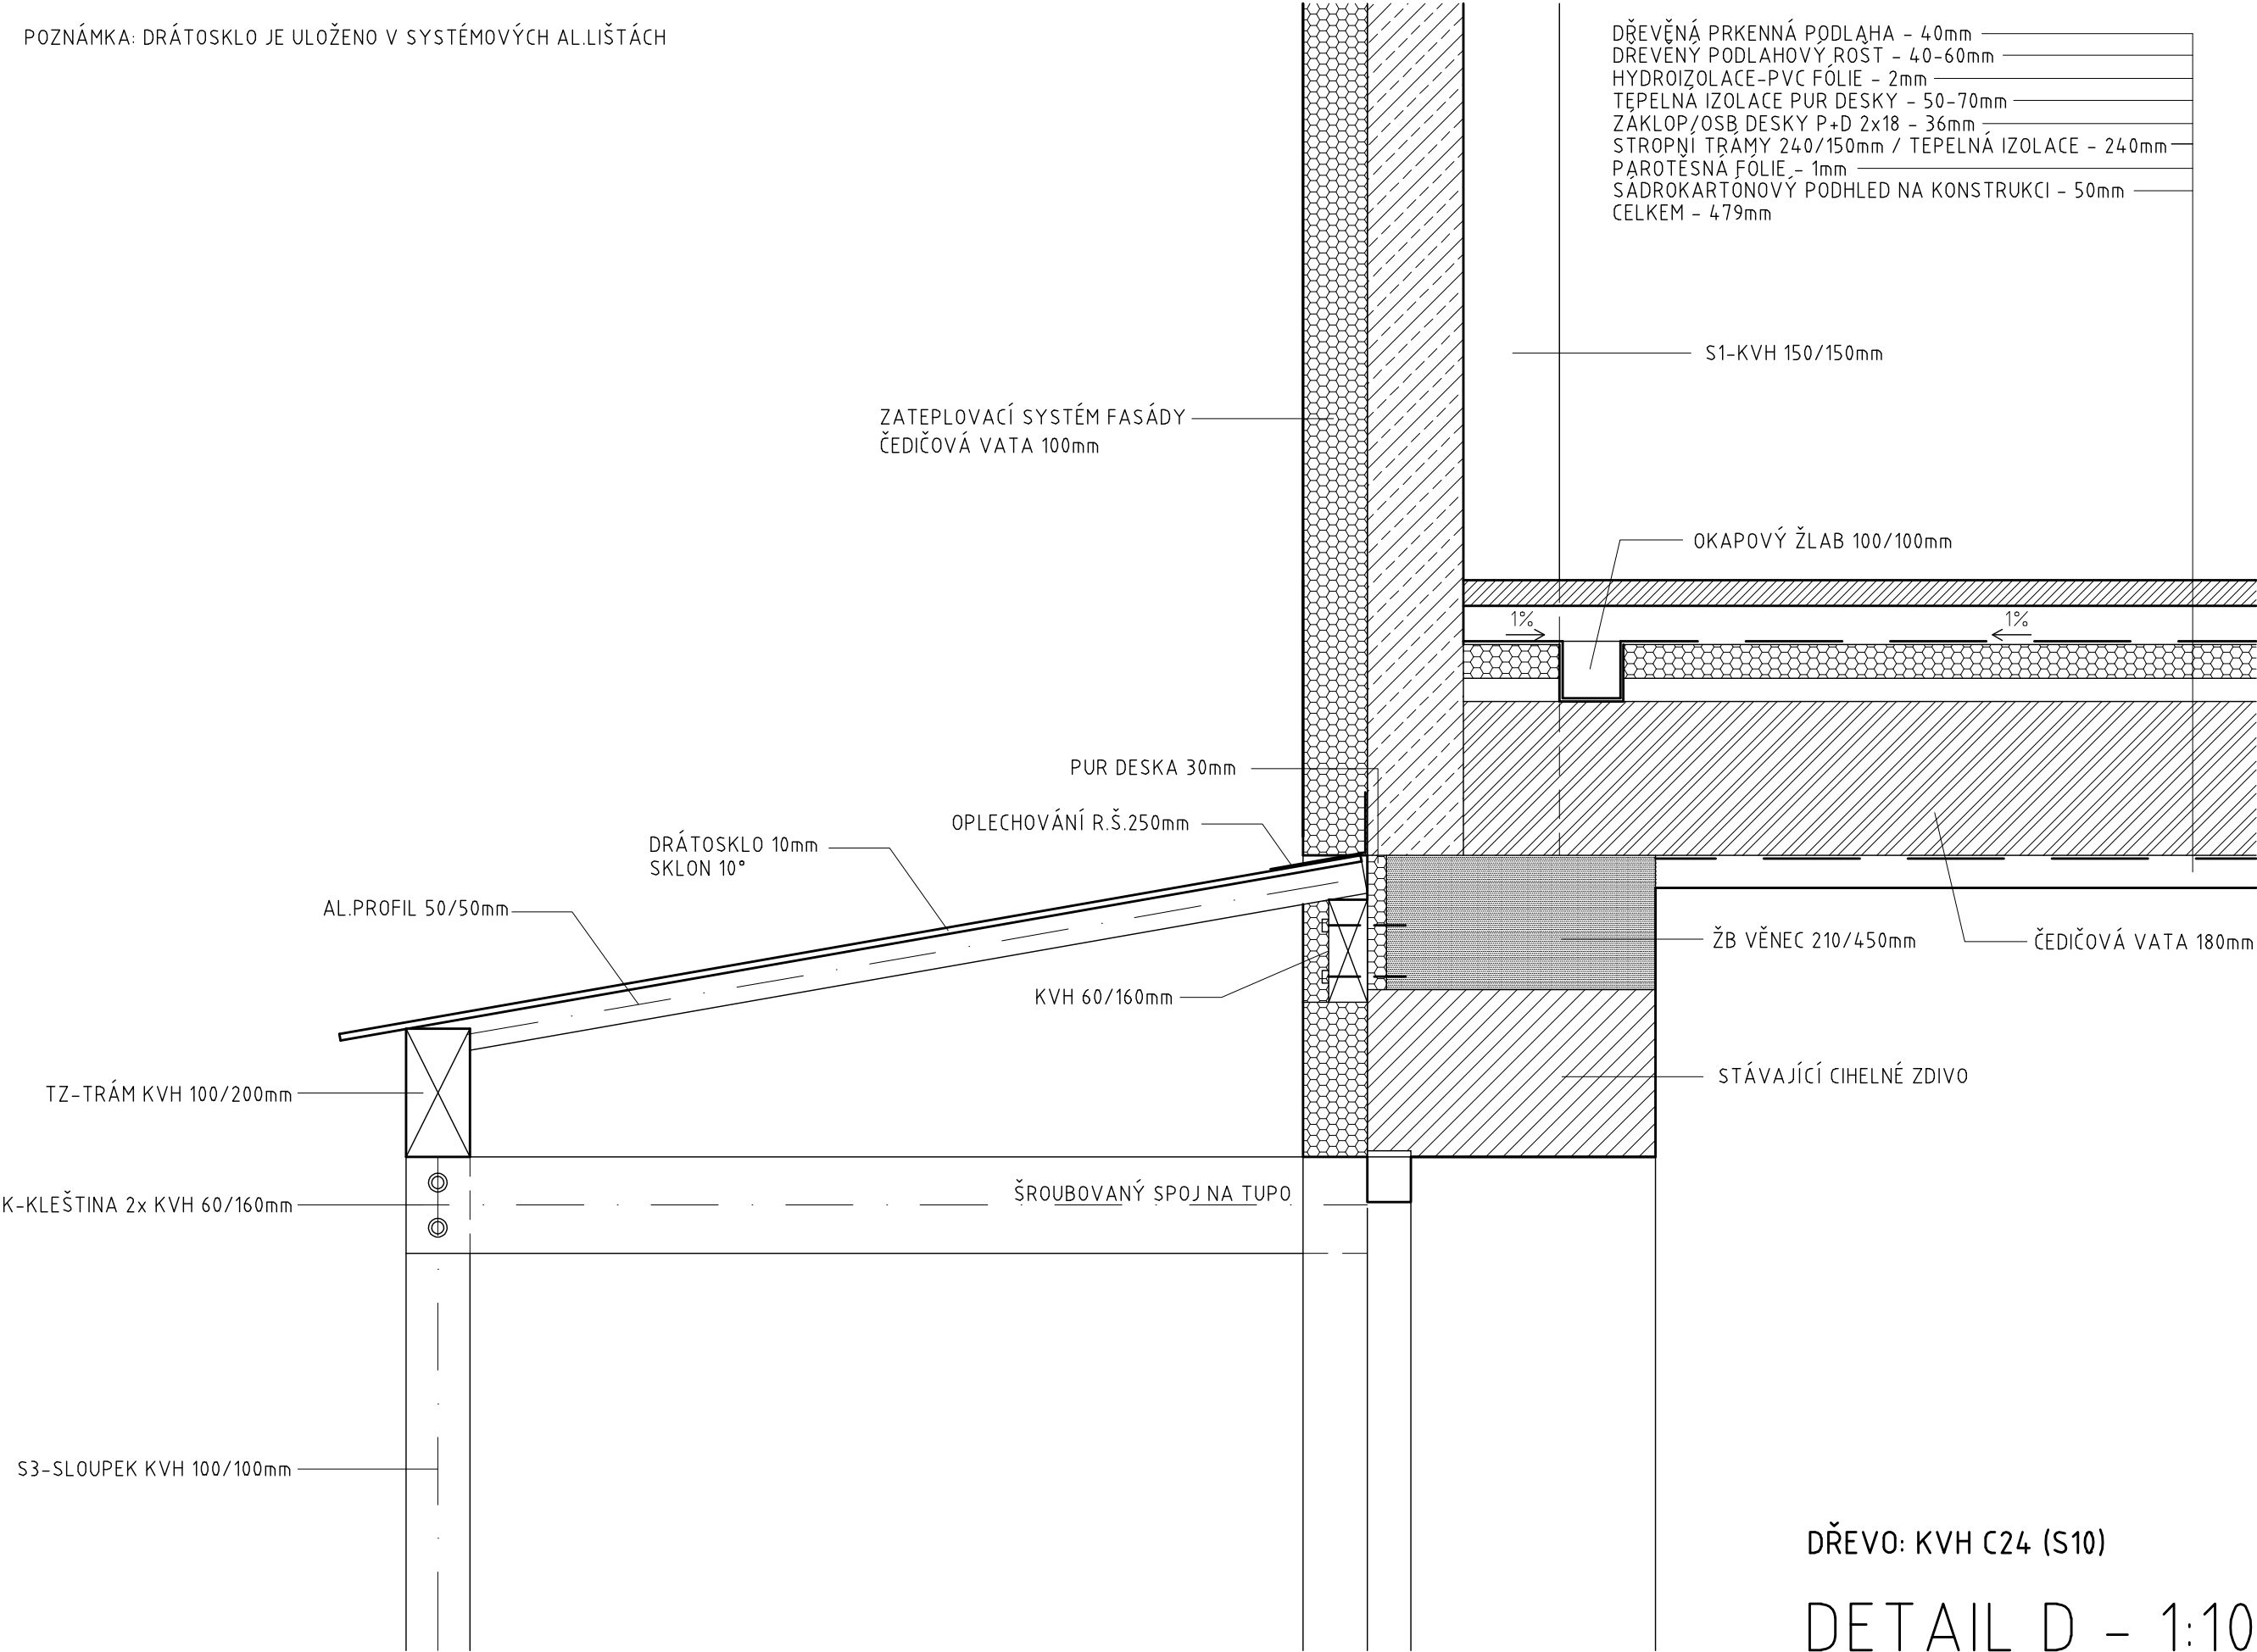 POZNÁMKA: DRÁTOSKLO JE ULOŽENO V SYSTÉMOVÝCH AL.LIŠTÁCH
DŘEVĚNÁ PRKENNÁ PODLAHA - 40mm
DŘEVĚNÝ PODLAHOVÝ ROŠT - 40-60mm
HYDROIZOLACE-PVC FÓLIE - 2mm
TEPELNÁ IZOLACE PUR DESKY - 50-70mm
ZÁKLOP/OSB DESKY P+D 2x18 - 36mm
STROPNÍ TRÁMY 240/150mm / TEPELNÁ IZOLACE - 240mm
PAROTĚSNÁ FÓLIE - 1mm
SÁDROKARTÓNOVÝ PODHLED NA KONSTRUKCI - 50mm
CELKEM - 479mm
S1-KVH 150/150mm
ZATEPLOVACÍ SYSTÉM FASÁDY
ČEDIČOVÁ VATA 100mm
OKAPOVÝ ŽLAB 100/100mm
1%
1%
PUR DESKA 30mm
OPLECHOVÁNÍ R.Š.250mm
DRÁTOSKLO 10mm
SKLON 10°
AL.PROFIL 50/50mm
ŽB VĚNEC 210/450mm
ČEDIČOVÁ VATA 180mm
KVH 60/160mm
STÁVAJÍCÍ CIHELNÉ ZDIVO
TZ-TRÁM KVH 100/200mm
ŠROUBOVANÝ SPOJ NA TUPO
K-KLEŠTINA 2x KVH 60/160mm
S3-SLOUPEK KVH 100/100mm
DŘEVO: KVH C24 (S10)
DETAIL D - 1:10